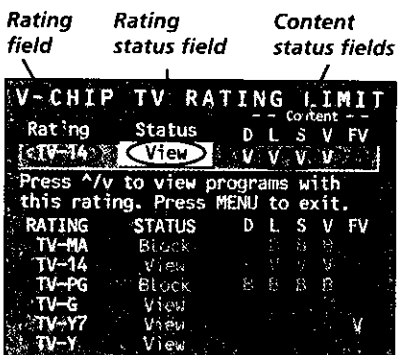 Rating field
Rating status field
Content status fields
V-CHIP TV RATING LIMIT
-- Content --
Rating Status D L S V FV
TV-14 View V V V V
Press ^/v to view programs with
this rating. Press MENU to exit.
RATING STATUS D L S V FV
TV-MA Block B B B
TV-14 View V V V V
TV-PG Block B B B B
TV-G View
TV-Y7 View V
TV-Y View